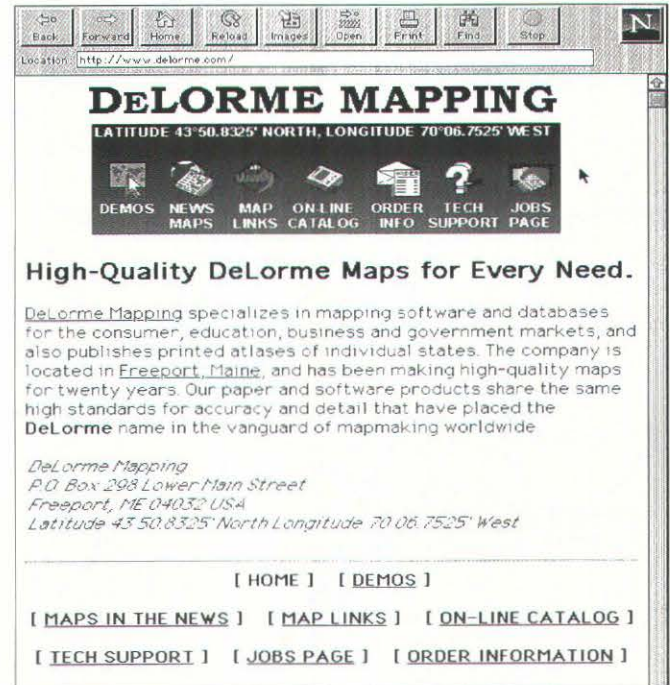 Back Forward Home Reload Images Open Print Find Stop N
Location: http://www.delorme.com/
DELORME MAPPING
LATITUDE 43°50.8325' NORTH, LONGITUDE 70°06.7525' WEST
DEMOS NEWS MAP ON-LINE ORDER TECH JOBS
MAPS LINKS CATALOG INFO SUPPORT PAGE
High-Quality DeLorme Maps for Every Need.
DeLorme Mapping specializes in mapping software and databases
for the consumer, education, business and government markets, and
also publishes printed atlases of individual states. The company is
located in Freeport, Maine, and has been making high-quality maps
for twenty years. Our paper and software products share the same
high standards for accuracy and detail that have placed the
DeLorme name in the vanguard of mapmaking worldwide
DeLorme Mapping
P.O. Box 298 Lower Main Street
Freeport, ME 04032 USA
Latitude 43 50.8325' North Longitude 70 06.7525' West
[ HOME ] [ DEMOS ]
[ MAPS IN THE NEWS ] [ MAP LINKS ] [ ON-LINE CATALOG ]
[ TECH SUPPORT ] [ JOBS PAGE ] [ ORDER INFORMATION ]